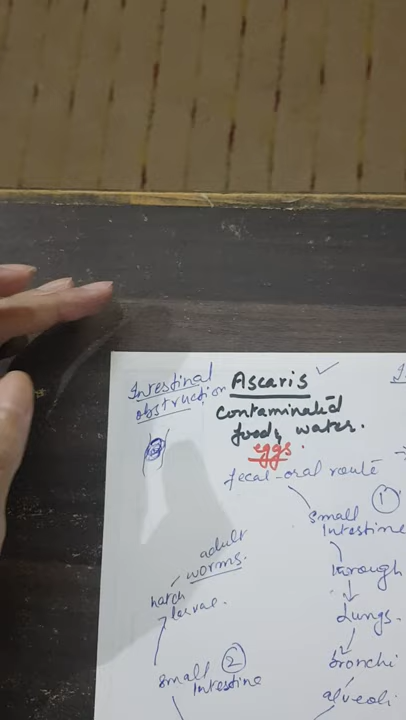 Intestinal
obstruction
Ascaris
contaminated
food, water.
eggs
fecal-oral route
1
small
Intestine
through
Lungs.
bronchi
alveoli
adult
worms.
hatch
larvae.
small 2
Intestine